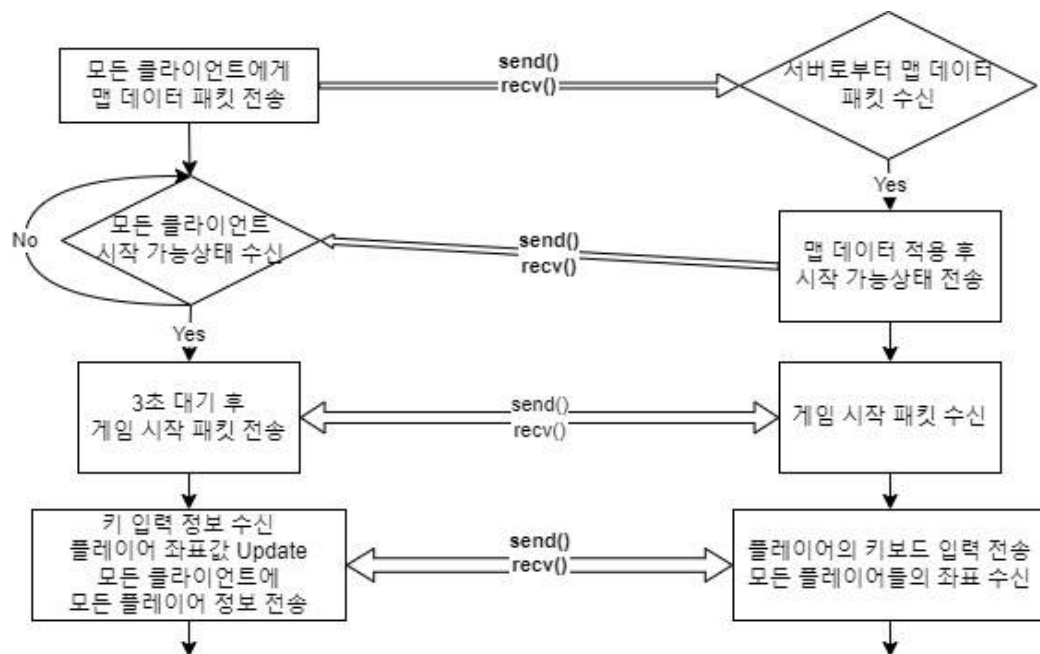 모든 클라이언트에게
맵 데이터 패킷 전송
send()
recv()
서버로부터 맵 데이터
패킷 수신
Yes
No
모든 클라이언트
시작 가능상태 수신
send()
recv()
맵 데이터 적용 후
시작 가능상태 전송
Yes
3초 대기 후
게임 시작 패킷 전송
send()
recv()
게임 시작 패킷 수신
키 입력 정보 수신
플레이어 좌표값 Update
모든 클라이언트에
모든 플레이어 정보 전송
send()
recv()
플레이어의 키보드 입력 전송
모든 플레이어들의 좌표 수신